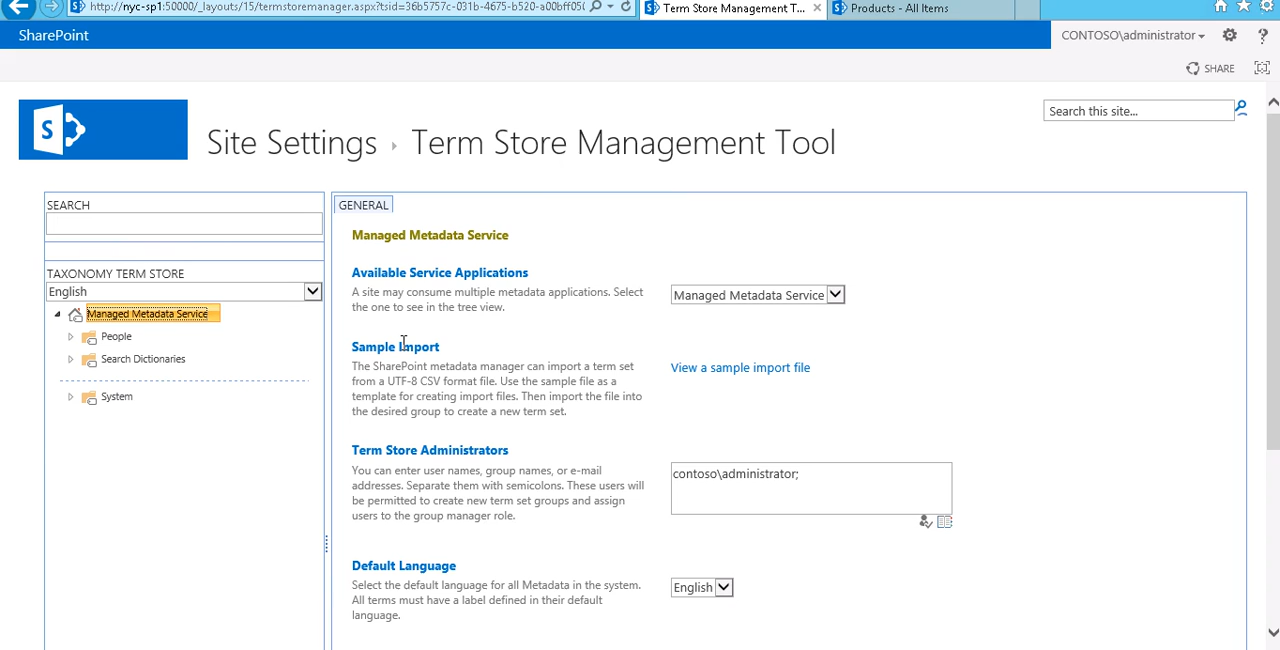 http://nyc-sp1:50000/_layouts/15/termstoremanager.aspx?tsid=36b5757c-031b-4675-b520-a00bff05(
Term Store Management T...
Products - All Items
SharePoint
CONTOSO\administrator
SHARE
Site Settings › Term Store Management Tool
Search this site...
SEARCH
TAXONOMY TERM STORE
English
Managed Metadata Service
People
Search Dictionaries
System
GENERAL
Managed Metadata Service
Available Service Applications
A site may consume multiple metadata applications. Select
the one to see in the tree view.
Managed Metadata Service
Sample Import
The SharePoint metadata manager can import a term set
from a UTF-8 CSV format file. Use the sample file as a
template for creating import files. Then import the file into
the desired group to create a new term set.
View a sample import file
Term Store Administrators
You can enter user names, group names, or e-mail
addresses. Separate them with semicolons. These users will
be permitted to create new term set groups and assign
users to the group manager role.
contoso\administrator;
Default Language
Select the default language for all Metadata in the system.
All terms must have a label defined in their default
language.
English